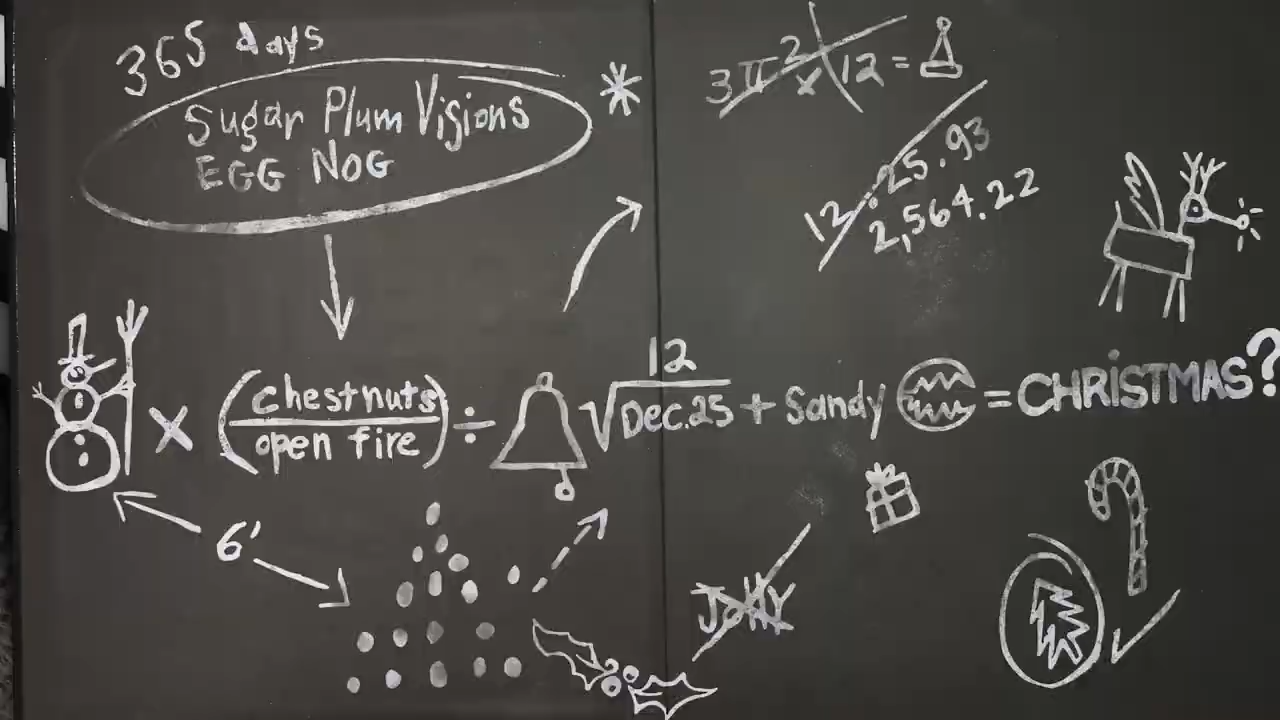 365 days
Sugar Plum Visions
EGG NOG
3π² x 12 =
12 ÷ 25.93
2,564.22
x (chestnuts
open fire) ÷
12
√Dec.25 + Sandy = CHRISTMAS?
6'
JOLLY